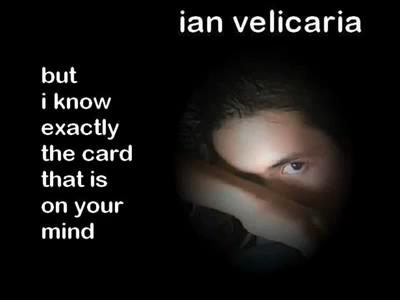 ian velicaria
but
i know
exactly
the card
that is
on your
mind